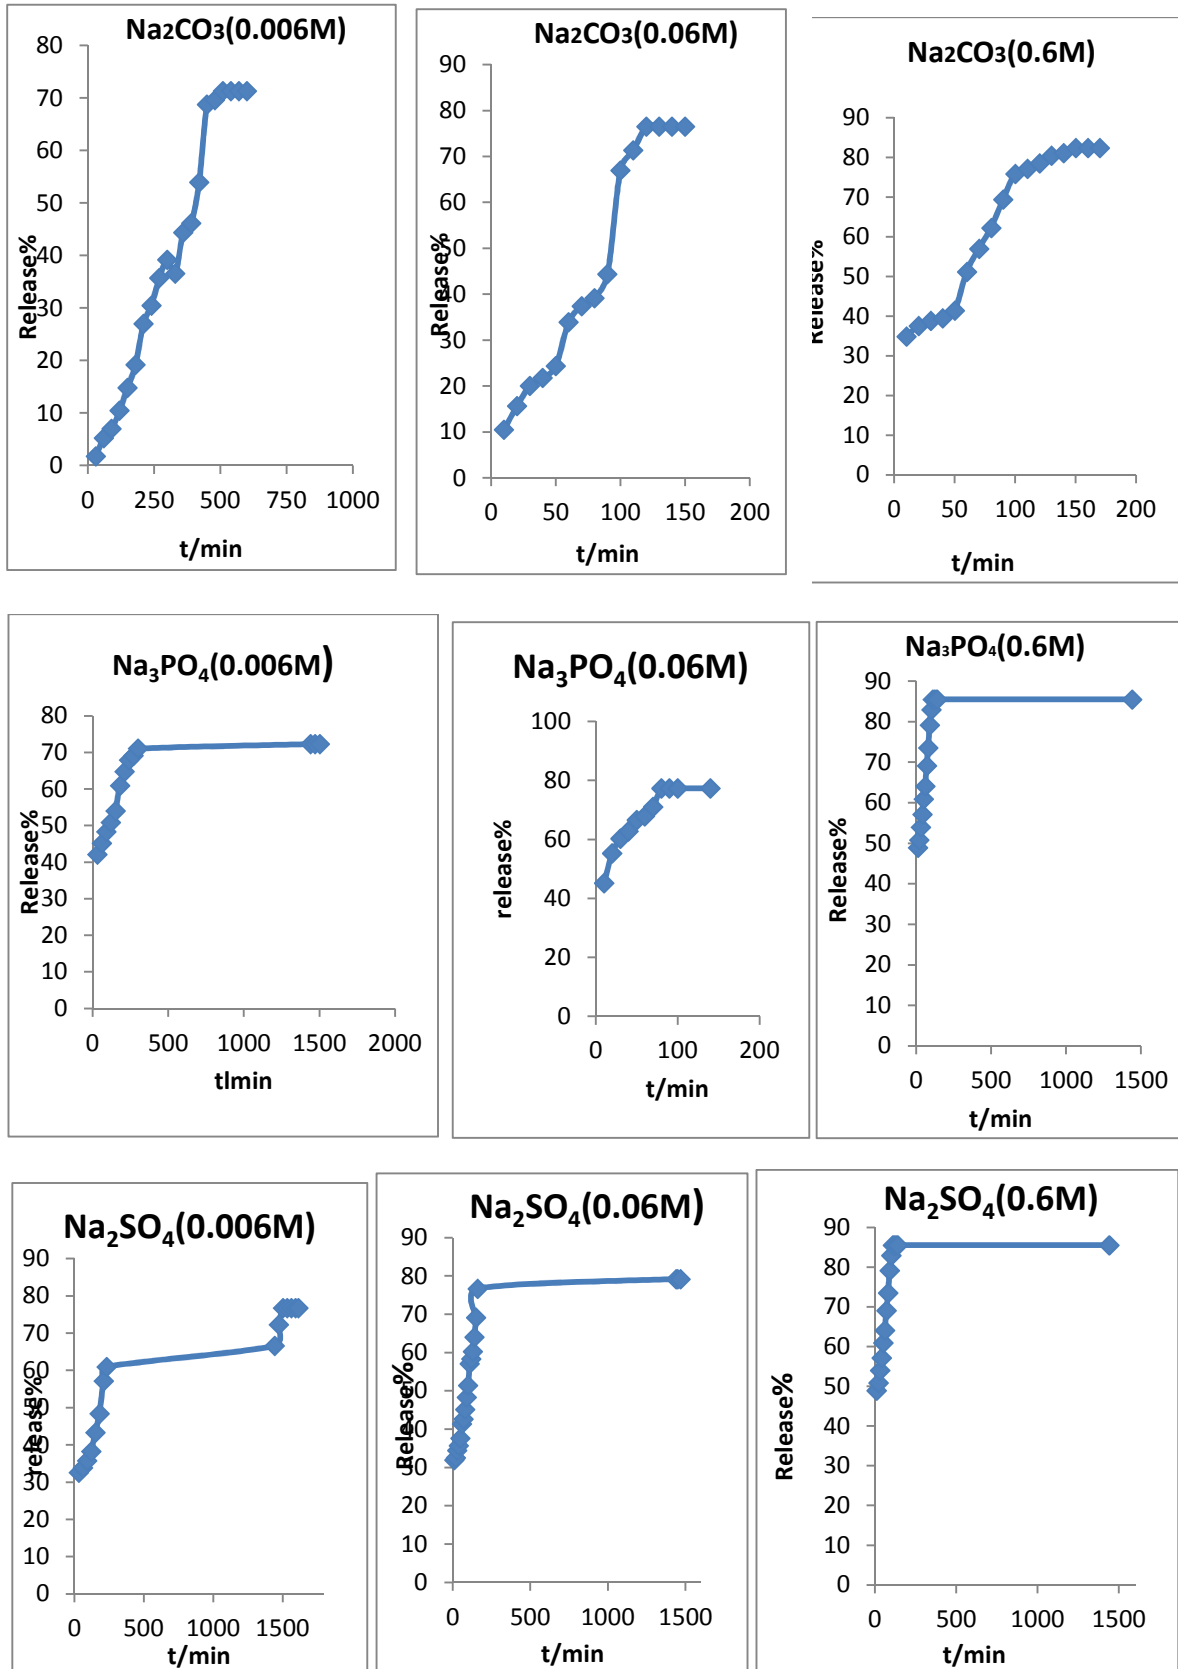 Na2CO3(0.006M)
80
70
60
50
40
30
20
10
0
Release%
0 250 500 750 1000
t/min
Na2CO3(0.06M)
90
80
70
60
50
40
30
20
10
0
Release%
0 50 100 150 200
t/min
Na2CO3(0.6M)
90
80
70
60
50
40
30
20
10
0
Release%
0 50 100 150 200
t/min
Na₃PO₄(0.006M)
80
70
60
50
40
30
20
10
0
Release%
0 500 1000 1500 2000
tlmin
Na₃PO₄(0.06M)
100
80
60
40
20
0
release%
0 100 200
t/min
Na₃PO₄(0.6M)
90
80
70
60
50
40
30
20
10
0
Release%
0 500 1000 1500
t/min
Na₂SO₄(0.006M)
90
80
70
60
50
40
30
20
10
0
release%
0 500 1000 1500
t/min
Na₂SO₄(0.06M)
90
80
70
60
50
40
30
20
10
0
Release%
0 500 1000 1500
t/min
Na₂SO₄(0.6M)
90
80
70
60
50
40
30
20
10
0
Release%
0 500 1000 1500
t/min